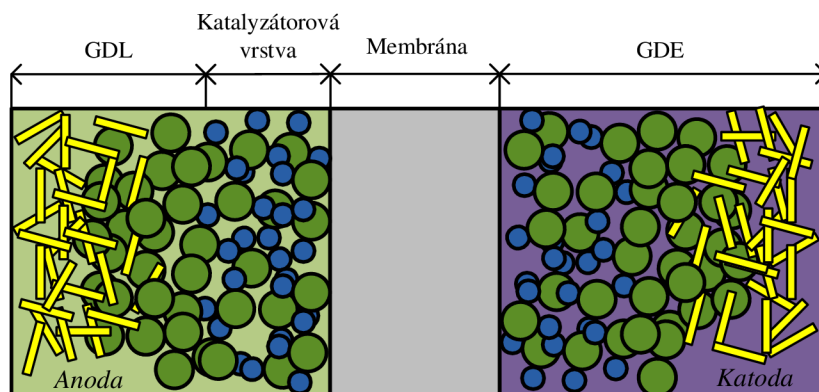 GDL
Katalyzátorová
vrstva
Membrána
GDE
Anoda
Katoda